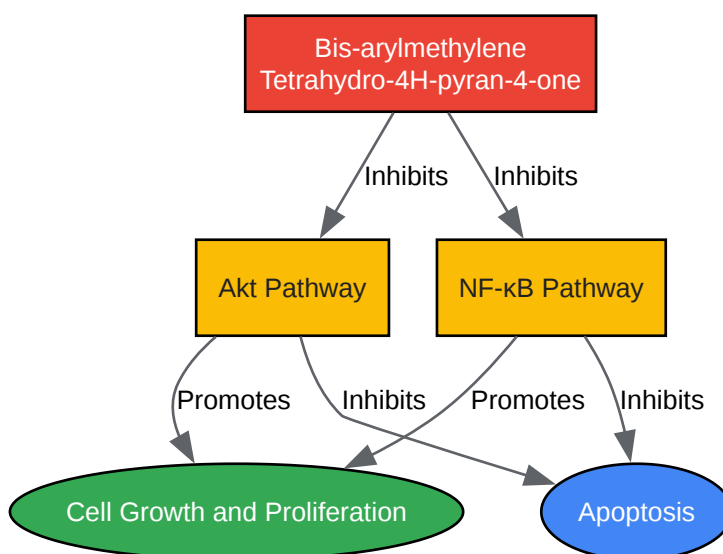 Bis-arylmethylene
Tetrahydro-4H-pyran-4-one
Inhibits
Inhibits
Akt Pathway
NF-κB Pathway
Promotes
Inhibits
Promotes
Inhibits
Cell Growth and Proliferation
Apoptosis